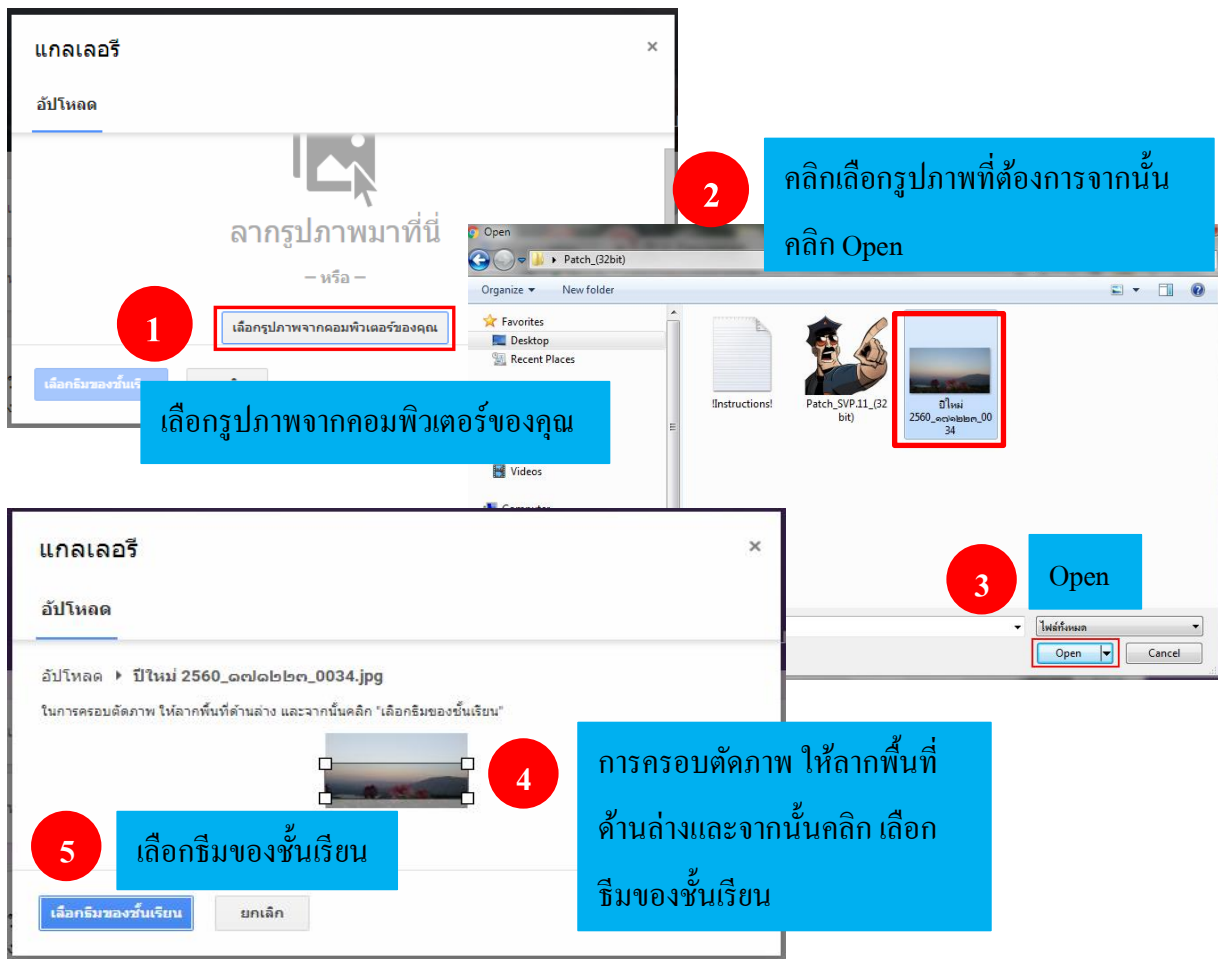 แกลเลอรี
×
อัปโหลด
ลากรูปภาพมาที่นี่
– หรือ –
1
เลือกรูปภาพจากคอมพิวเตอร์ของคุณ
เลือกรูปภาพจากคอมพิวเตอร์ของคุณ
2
คลิกเลือกรูปภาพที่ต้องการจากนั้น
คลิก Open
Open
Patch_(32bit)
Organize
New folder
Favorites
Desktop
Recent Places
Videos
Computer
!Instructions!
Patch_SVP.11_(32
bit)
ปีใหม่
2560_๑๗๑๒๒๓_00
34
3
Open
ไฟล์ทั้งหมด
Open
Cancel
แกลเลอรี
×
อัปโหลด
อัปโหลด ▸ ปีใหม่ 2560_๑๗๑๒๒๓_0034.jpg
ในการครอบตัดภาพ ให้ลากพื้นที่ด้านล่าง และจากนั้นคลิก "เลือกธีมของชั้นเรียน"
4
การครอบตัดภาพ ให้ลากพื้นที่
ด้านล่างและจากนั้นคลิก เลือก
ธีมของชั้นเรียน
5
เลือกธีมของชั้นเรียน
เลือกธีมของชั้นเรียน
ยกเลิก